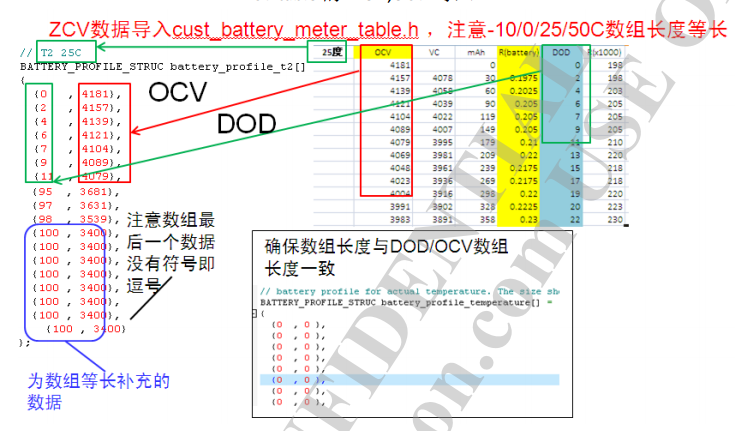 ZCV数据导入cust_battery_meter_table.h ，注意-10/0/25/50C数组长度等长
// T2 25C
BATTERY_PROFILE_STRUC battery_profile_t2[]
{
{0 , 4181},
{2 , 4157},
{4 , 4139},
{6 , 4121},
{7 , 4104},
{9 , 4089},
{11 , 4079},
{95 , 3681},
{97 , 3631},
{98 , 3539},
{100 , 3400},
{100 , 3400},
{100 , 3400},
{100 , 3400},
{100 , 3400},
{100 , 3400},
{100 , 3400},
{100 , 3400}
};
OCV
DOD
注意数组最
后一个数据
没有符号即
逗号
为数组等长补充的
数据
25度 OCV VC mAh R(battery) DOD R(x1000)
4181 0 0 198
4157 4078 30 0.1975 2 198
4139 4058 60 0.2025 4 203
4121 4039 90 0.205 6 205
4104 4022 119 0.205 7 205
4089 4007 149 0.205 9 205
4079 3995 179 0.21 11 210
4069 3981 209 0.22 13 220
4048 3961 239 0.2175 15 218
4023 3936 269 0.2175 17 218
4004 3916 298 0.22 19 220
3991 3902 328 0.2225 20 223
3983 3891 358 0.23 22 230
确保数组长度与DOD/OCV数组
长度一致
// battery profile for actual temperature. The size sh
BATTERY_PROFILE_STRUC battery_profile_temperature[] =
{
{0 , 0 },
{0 , 0 },
{0 , 0 },
{0 , 0 },
{0 , 0 },
{0 , 0 },
{0 , 0 },